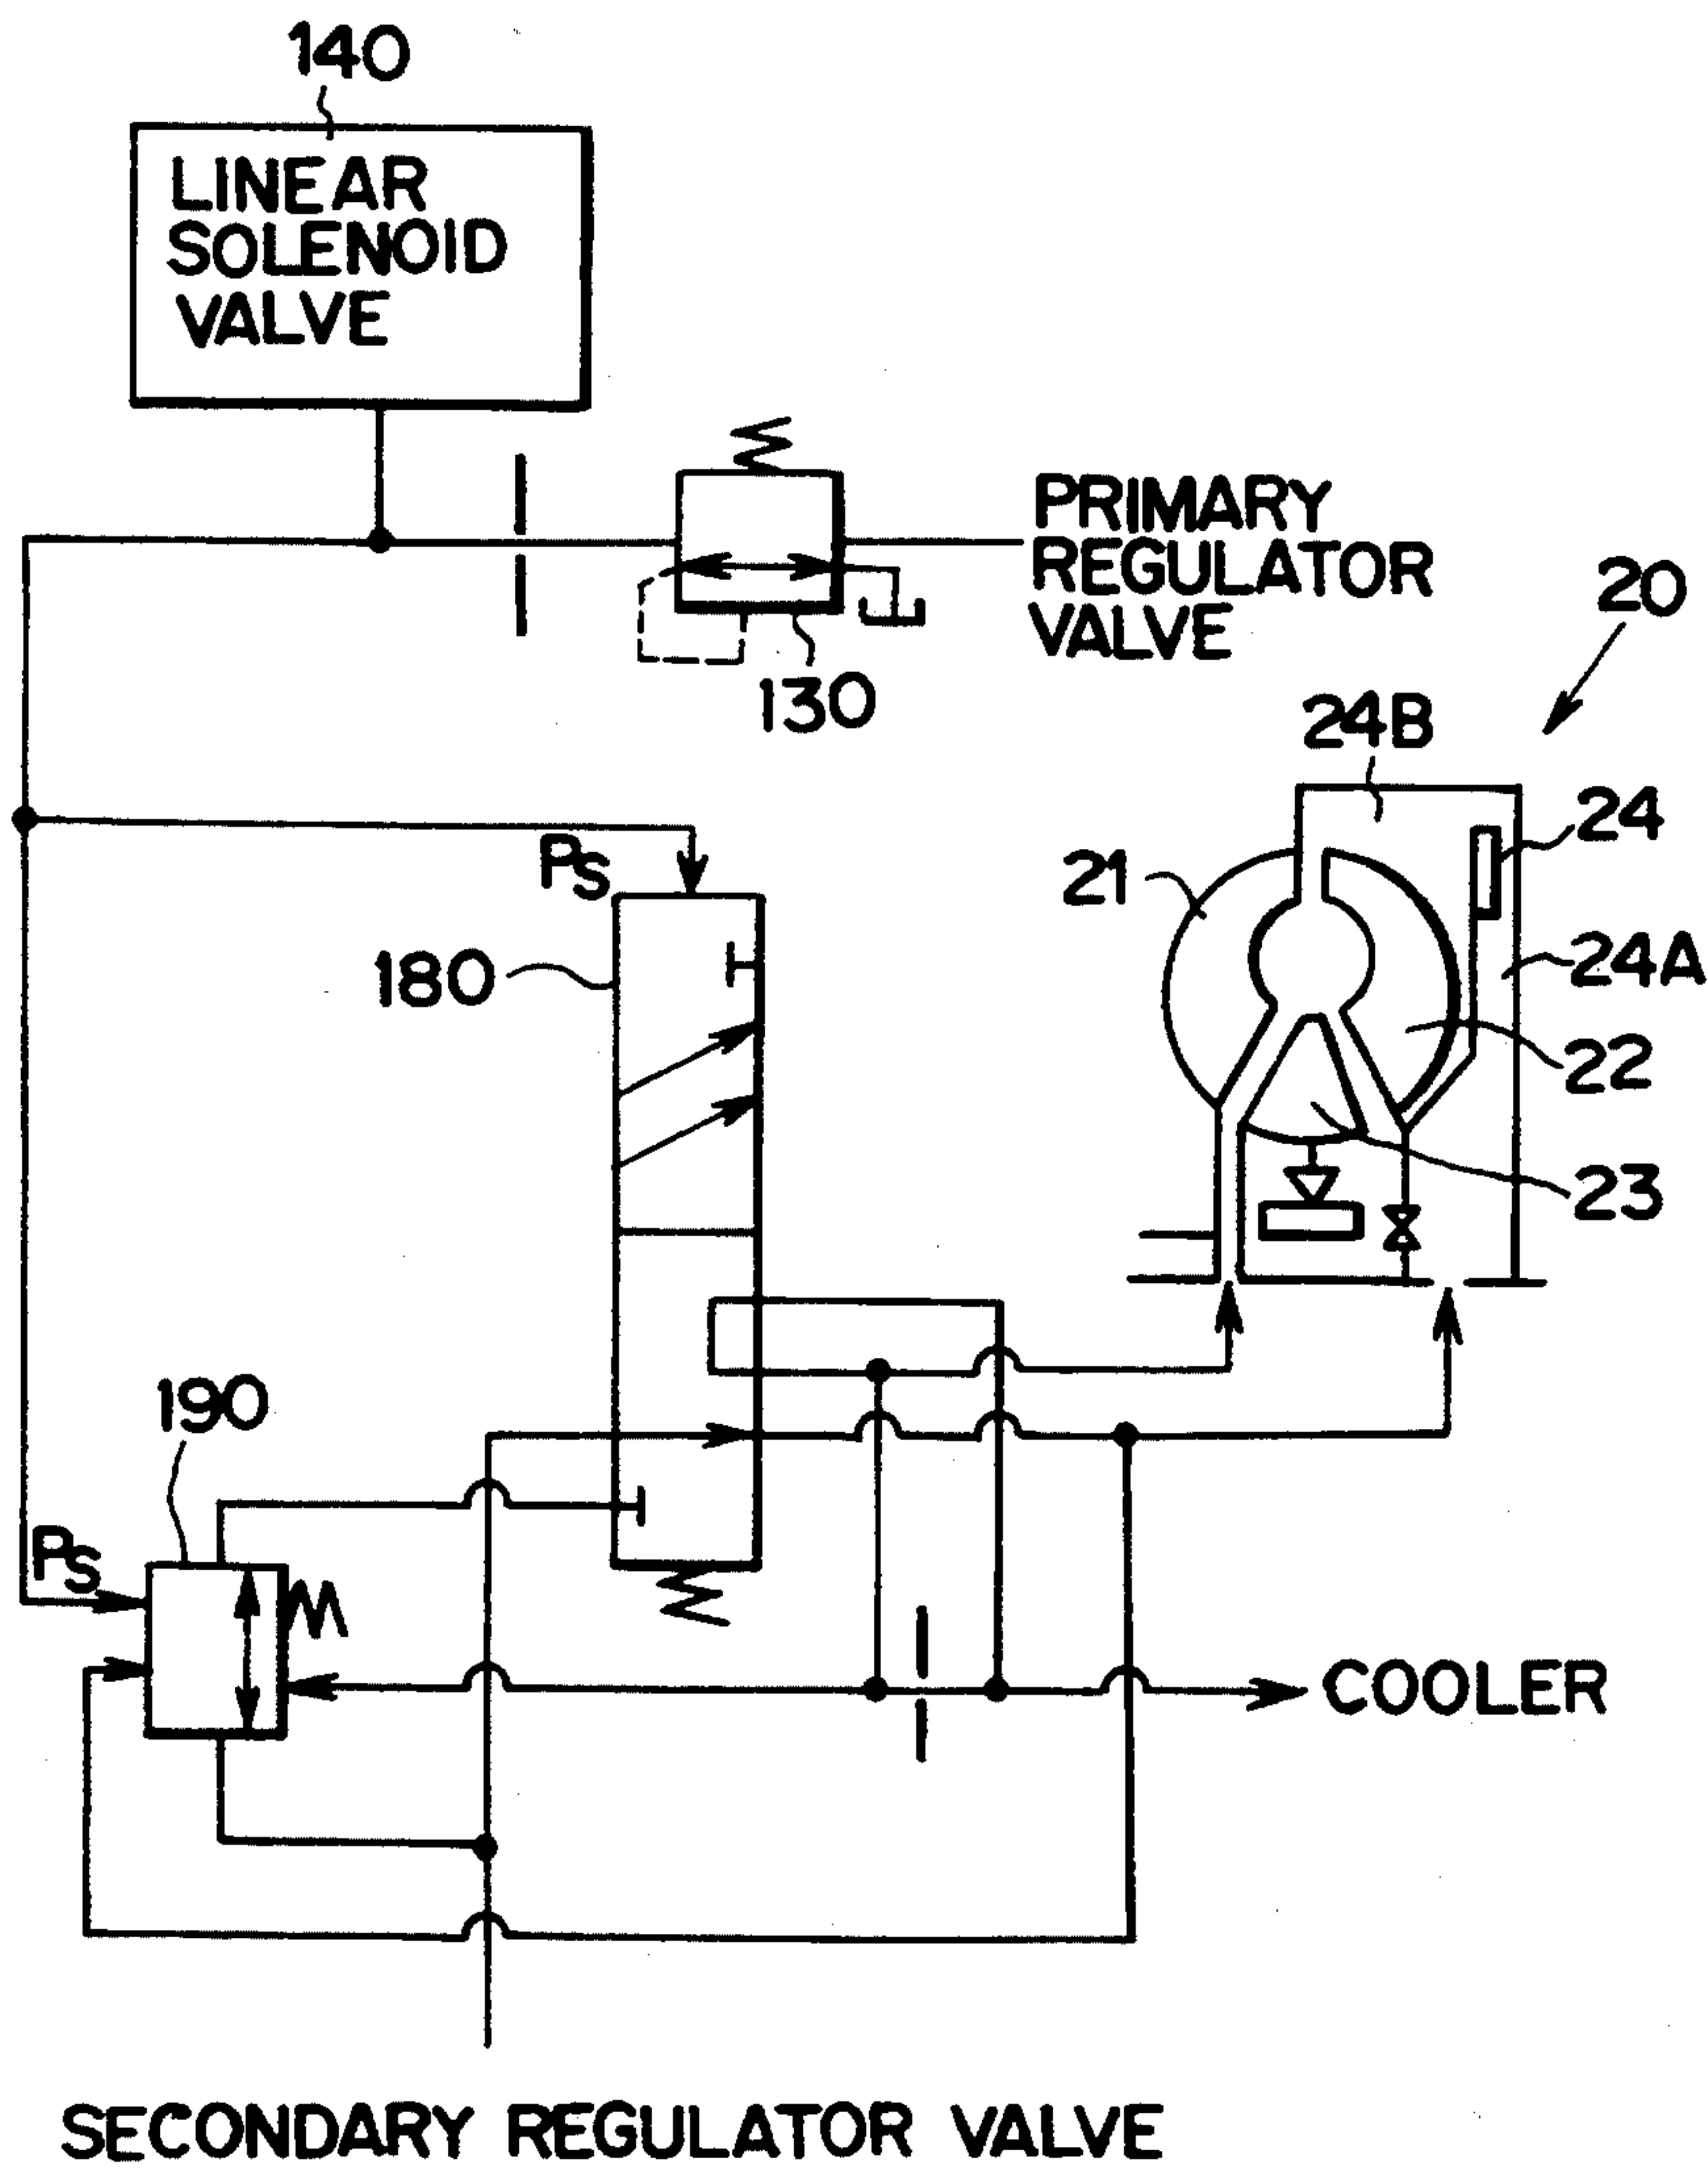 140
LINEAR
SOLENOID
VALVE
PRIMARY
REGULATOR
VALVE
130
20
24B
24
21
24A
22
23
PS
180
190
PS
COOLER
SECONDARY REGULATOR VALVE